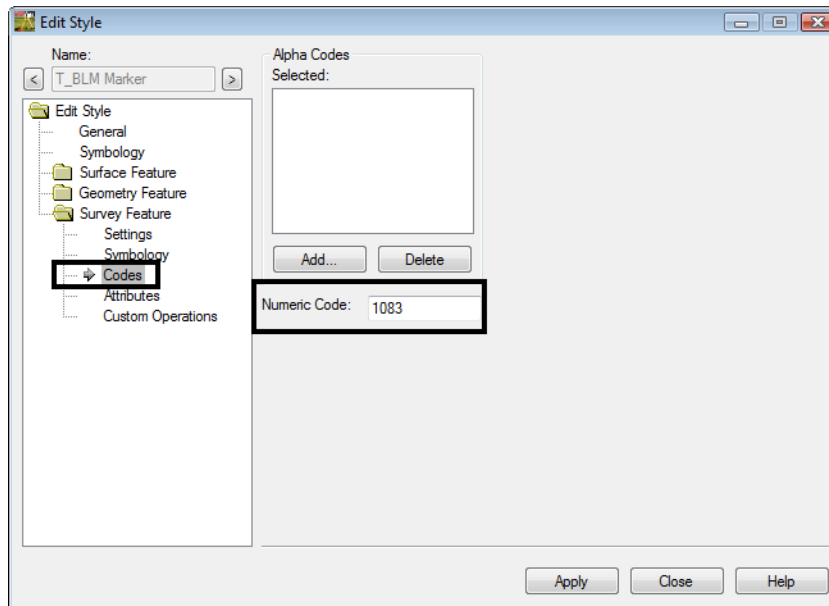 Edit Style
Name:
< T_BLM Marker >
Edit Style
General
Symbology
Surface Feature
Geometry Feature
Survey Feature
Settings
Symbology
Codes
Attributes
Custom Operations
Alpha Codes
Selected:
Add... Delete
Numeric Code: 1083
Apply Close Help